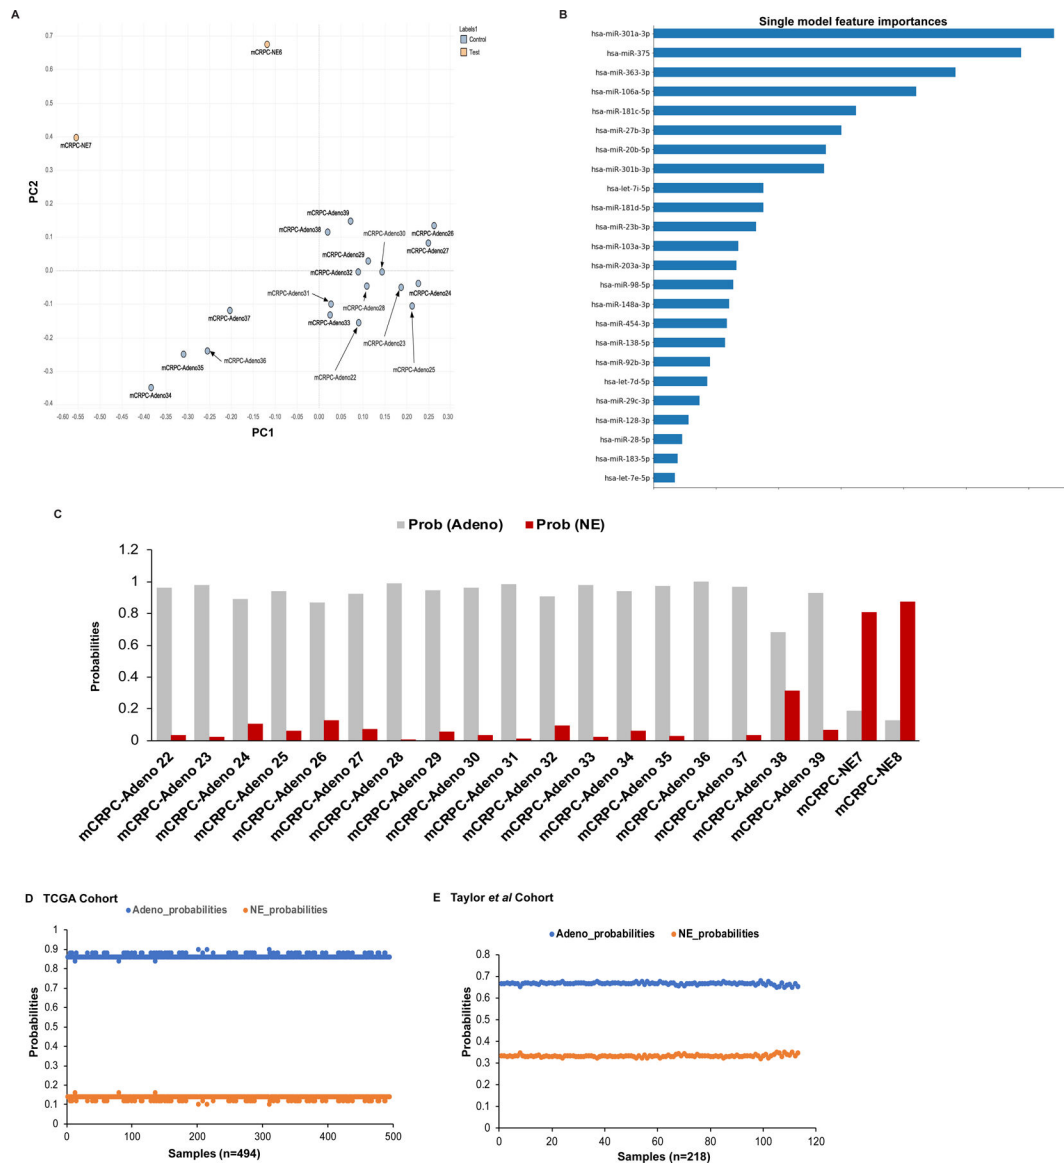 A
Labels1
Control
Test
0.7
0.6
0.5
0.4
0.3
0.2
0.1
0.0
-0.1
-0.2
-0.3
-0.4
PC2
mCRPC-NE6
mCRPC-NE7
mCRPC-Adeno39
mCRPC-Adeno38
mCRPC-Adeno30
mCRPC-Adeno26
mCRPC-Adeno27
mCRPC-Adeno29
mCRPC-Adeno32
mCRPC-Adeno31
mCRPC-Adeno24
mCRPC-Adeno28
mCRPC-Adeno37
mCRPC-Adeno33
mCRPC-Adeno23
mCRPC-Adeno36
mCRPC-Adeno35
mCRPC-Adeno22
mCRPC-Adeno25
mCRPC-Adeno34
-0.60 -0.55 -0.50 -0.45 -0.40 -0.35 -0.30 -0.25 -0.20 -0.15 -0.10 -0.05 0.00 0.05 0.10 0.15 0.20 0.25 0.30
PC1
B
Single model feature importances
hsa-miR-301a-3p
hsa-miR-375
hsa-miR-363-3p
hsa-miR-106a-5p
hsa-miR-181c-5p
hsa-miR-27b-3p
hsa-miR-20b-5p
hsa-miR-301b-3p
hsa-let-7i-5p
hsa-miR-181d-5p
hsa-miR-23b-3p
hsa-miR-103a-3p
hsa-miR-203a-3p
hsa-miR-98-5p
hsa-miR-148a-3p
hsa-miR-454-3p
hsa-miR-138-5p
hsa-miR-92b-3p
hsa-let-7d-5p
hsa-miR-29c-3p
hsa-miR-128-3p
hsa-miR-28-5p
hsa-miR-183-5p
hsa-let-7e-5p
C
Prob (Adeno) Prob (NE)
1.2
1
0.8
0.6
0.4
0.2
0
Probabilities
mCRPC-Adeno 22
mCRPC-Adeno 23
mCRPC-Adeno 24
mCRPC-Adeno 25
mCRPC-Adeno 26
mCRPC-Adeno 27
mCRPC-Adeno 28
mCRPC-Adeno 29
mCRPC-Adeno 30
mCRPC-Adeno 31
mCRPC-Adeno 32
mCRPC-Adeno 33
mCRPC-Adeno 34
mCRPC-Adeno 35
mCRPC-Adeno 36
mCRPC-Adeno 37
mCRPC-Adeno 38
mCRPC-Adeno 39
mCRPC-NE7
mCRPC-NE8
D TCGA Cohort
Adeno_probabilities NE_probabilities
1
0.9
0.8
0.7
0.6
0.5
0.4
0.3
0.2
0.1
0
Probabilities
0 100 200 300 400 500
Samples (n=494)
E Taylor et al Cohort
Adeno_probabilities NE_probabilities
0.8
0.7
0.6
0.5
0.4
0.3
0.2
0.1
0
Probabilities
0 20 40 60 80 100 120
Samples (n=218)